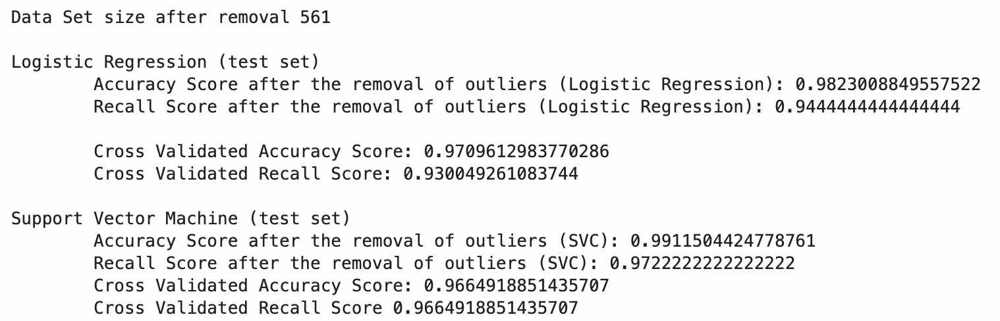 Data Set size after removal 561
Logistic Regression (test set)
Accuracy Score after the removal of outliers (Logistic Regression): 0.9823008849557522
Recall Score after the removal of outliers (Logistic Regression): 0.9444444444444444
Cross Validated Accuracy Score: 0.9709612983770286
Cross Validated Recall Score: 0.930049261083744
Support Vector Machine (test set)
Accuracy Score after the removal of outliers (SVC): 0.9911504424778761
Recall Score after the removal of outliers (SVC): 0.9722222222222222
Cross Validated Accuracy Score: 0.9664918851435707
Cross Validated Recall Score 0.9664918851435707